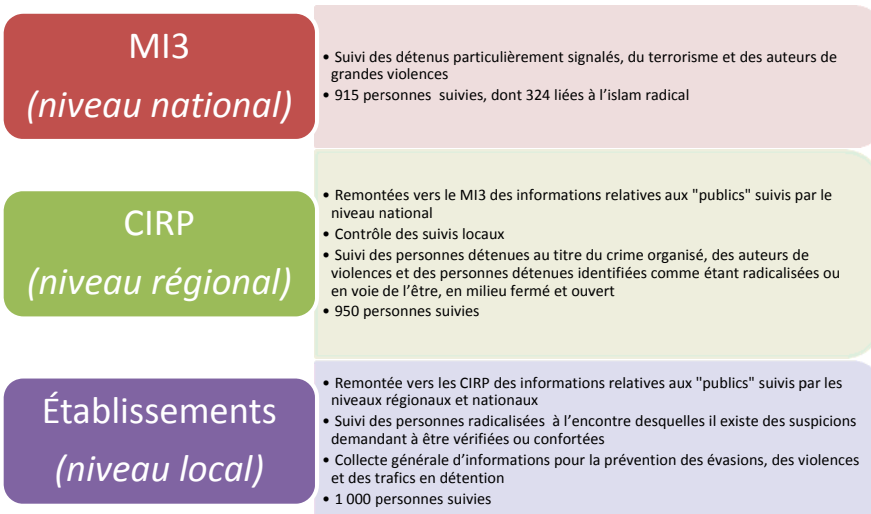 MI3
(niveau national)
• Suivi des détenus particulièrement signalés, du terrorisme et des auteurs de
grandes violences
• 915 personnes suivies, dont 324 liées à l'islam radical
CIRP
(niveau régional)
• Remontées vers le MI3 des informations relatives aux "publics" suivis par le
niveau national
• Contrôle des suivis locaux
• Suivi des personnes détenues au titre du crime organisé, des auteurs de
violences et des personnes détenues identifiées comme étant radicalisées ou
en voie de l'être, en milieu fermé et ouvert
• 950 personnes suivies
Établissements
(niveau local)
• Remontée vers les CIRP des informations relatives aux "publics" suivis par les
niveaux régionaux et nationaux
• Suivi des personnes radicalisées à l'encontre desquelles il existe des suspicions
demandant à être vérifiées ou confortées
• Collecte générale d'informations pour la prévention des évasions, des violences
et des trafics en détention
• 1 000 personnes suivies